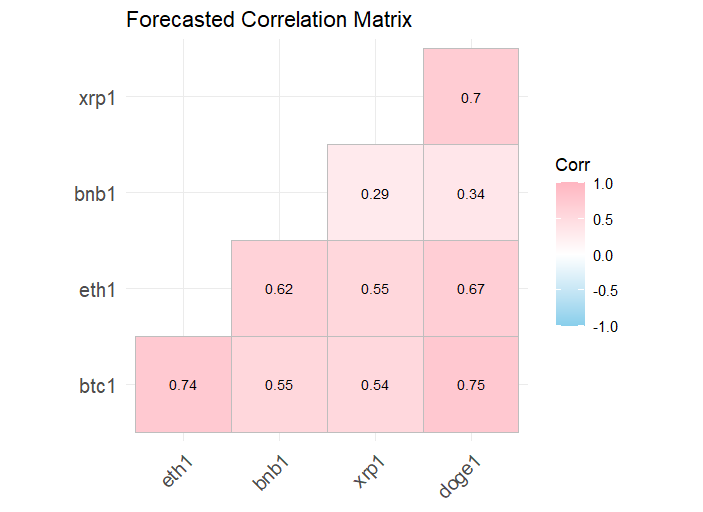 Forecasted Correlation Matrix
xrp1
0.7
bnb1
0.29 0.34
eth1
0.62 0.55 0.67
btc1
0.74 0.55 0.54 0.75
eth1 bnb1 xrp1 doge1
Corr
1.0
0.5
0.0
-0.5
-1.0